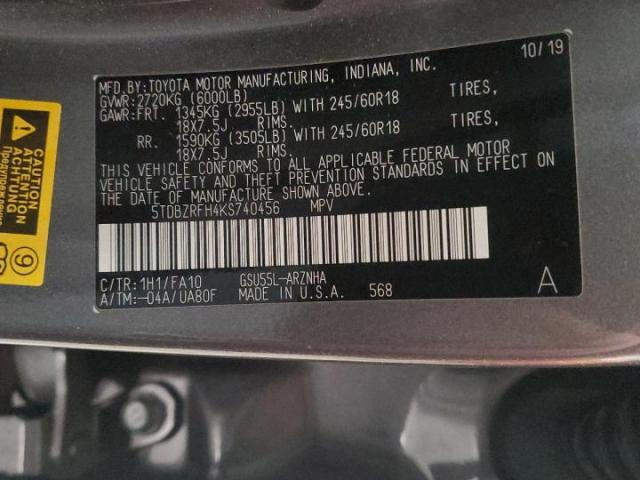 10/19
MFD.BY:TOYOTA MOTOR MANUFACTURING, INDIANA, INC.
GVWR:2720KG (6000LB)
GAWR:FRT. 1345KG (2955LB) WITH 245/60R18 TIRES,
18X7.5J RIMS.
RR. 1590KG (3505LB) WITH 245/60R18 TIRES,
18X7.5J RIMS.
THIS VEHICLE CONFORMS TO ALL APPLICABLE FEDERAL MOTOR
VEHICLE SAFETY AND THEFT PREVENTION STANDARDS IN EFFECT ON
THE DATE OF MANUFACTURE SHOWN ABOVE.
5TDBZRFH4KS740456 MPV
C/TR: 1H1/FA10 GSU55L-ARZNHA
A/TM:-04A/UA80F MADE IN U.S.A. 568
A
CAUTION
ATTENTION
ACHTUNG
9